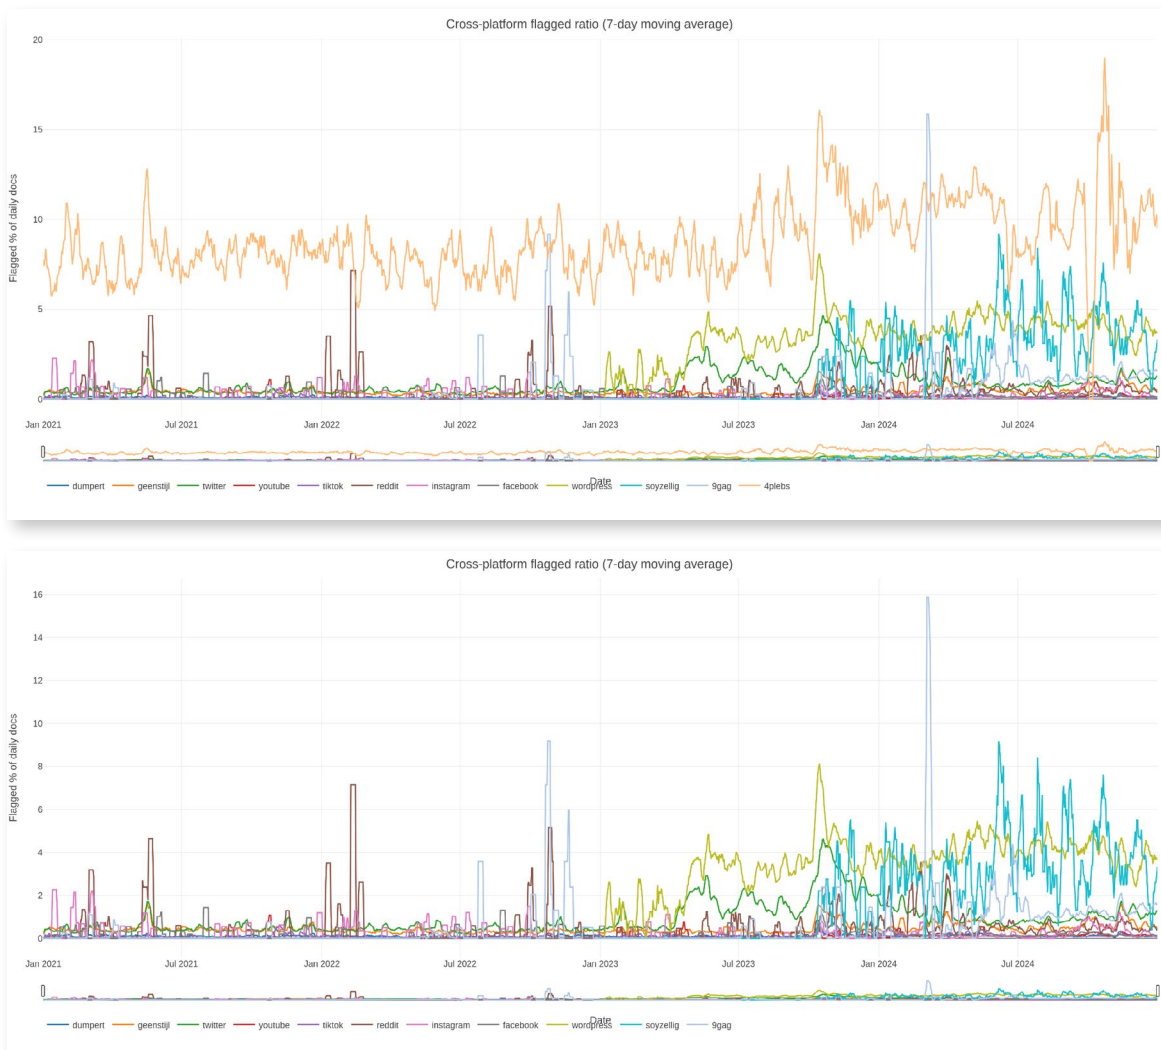 Cross-platform flagged ratio (7-day moving average)
20
15
10
5
0
Flagged % of daily docs
Jan 2021 Jul 2021 Jan 2022 Jul 2022 Jan 2023 Jul 2023 Jan 2024 Jul 2024
Date
dumpert geenstijl twitter youtube tiktok reddit instagram facebook wordpress soyzellig 9gag 4plebs
Cross-platform flagged ratio (7-day moving average)
16
14
12
10
8
6
4
2
0
Flagged % of daily docs
Jan 2021 Jul 2021 Jan 2022 Jul 2022 Jan 2023 Jul 2023 Jan 2024 Jul 2024
Date
dumpert geenstijl twitter youtube tiktok reddit instagram facebook wordpress soyzellig 9gag